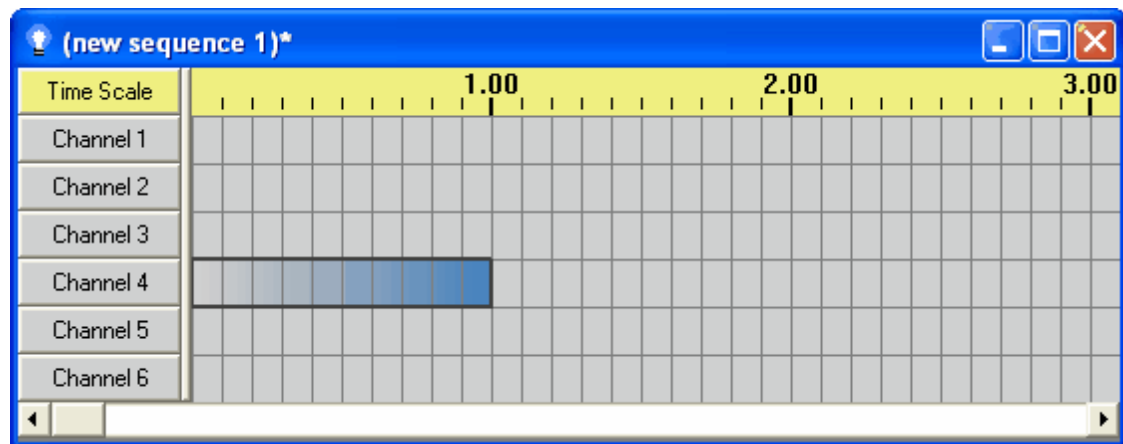 (new sequence 1)*
Time Scale 1.00 2.00 3.00
Channel 1
Channel 2
Channel 3
Channel 4
Channel 5
Channel 6